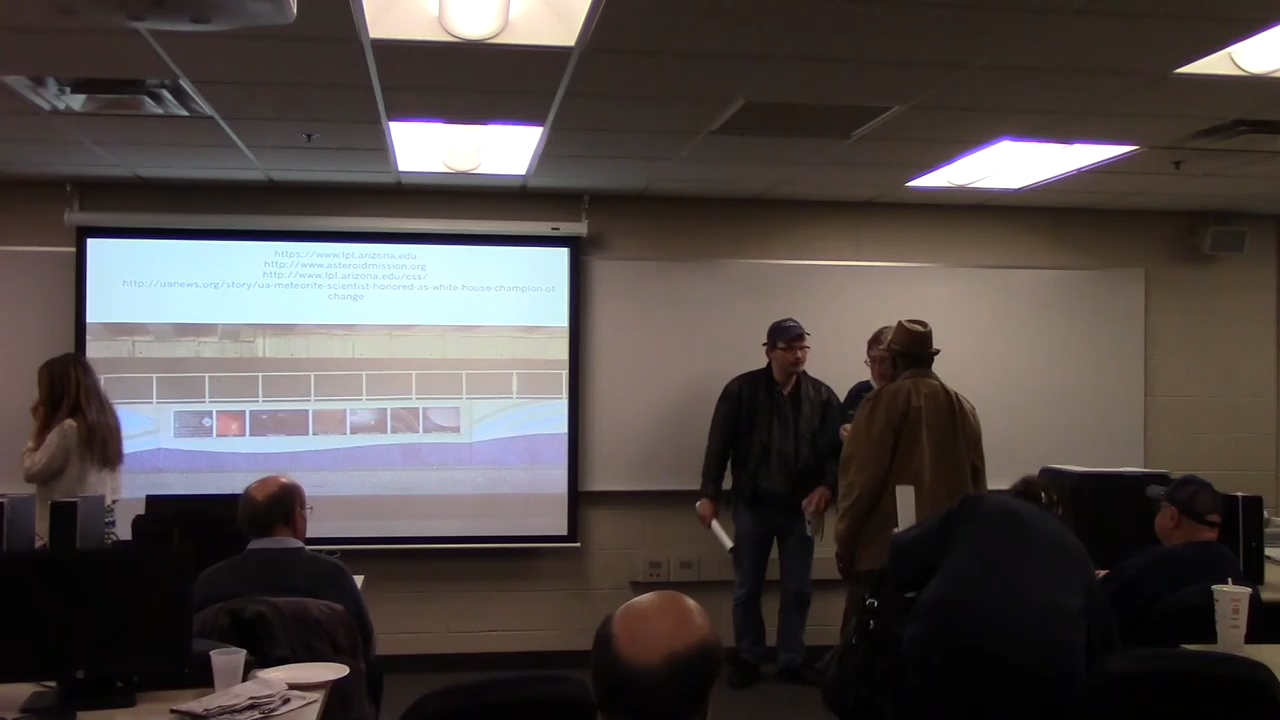 https://www.lpl.arizona.edu
http://www.asteroidmission.org
http://www.lpl.arizona.edu/css/
http://uanews.org/story/ua-meteorite-scientist-honored-as-white-house-champion-of
change